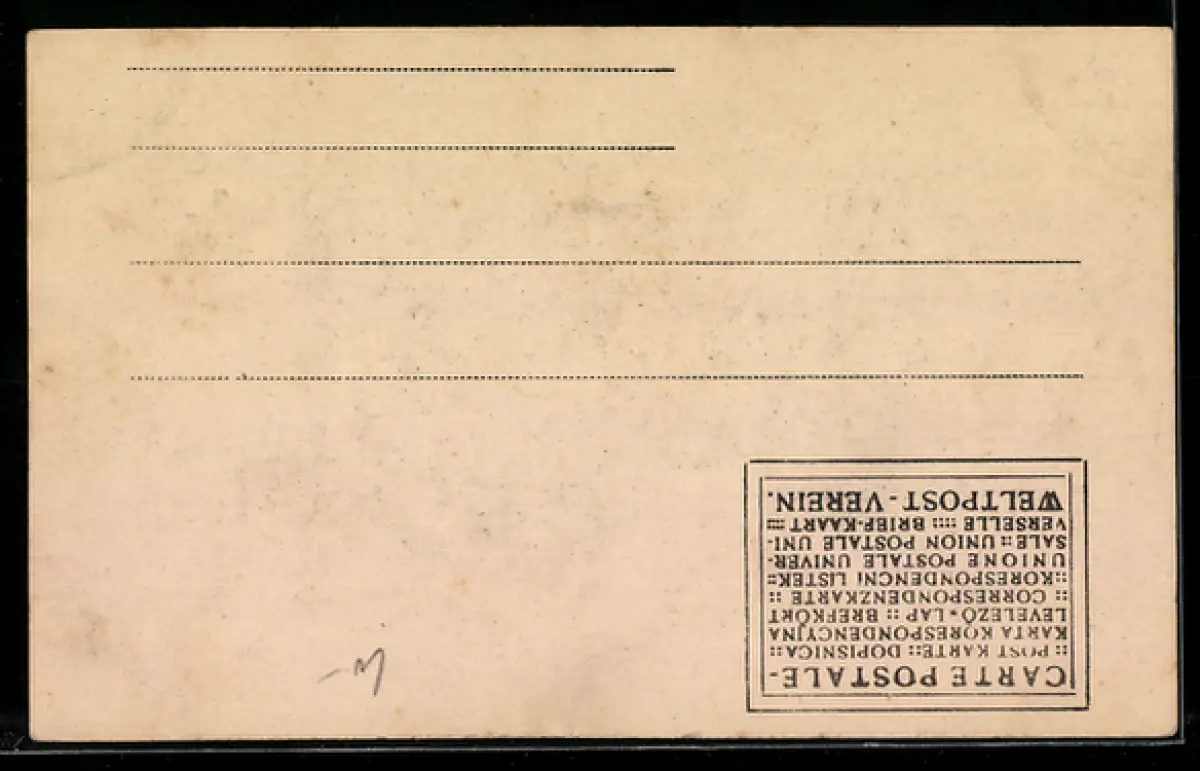 CARTE POSTALE-
:: POST KARTE:: DOPISNICA::
KARTA KORESPONDENCYJNA
LEVELEZŐ-LAP :: BREFKORT
:: CORRESPONDENZKARTE ::
::KORESPONDENCNI LISTEK::
UNIONE POSTALE UNIVER-
SALE :: UNION POSTALE UNI-
VERSELLE :::: BRIEF-KAART ::::
WELTPOST-VEREIN.